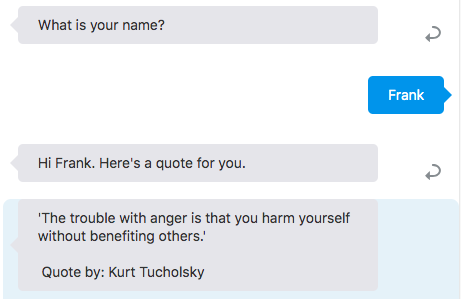 What is your name?
Frank
Hi Frank. Here's a quote for you.
'The trouble with anger is that you harm yourself
without benefiting others.'
Quote by: Kurt Tucholsky